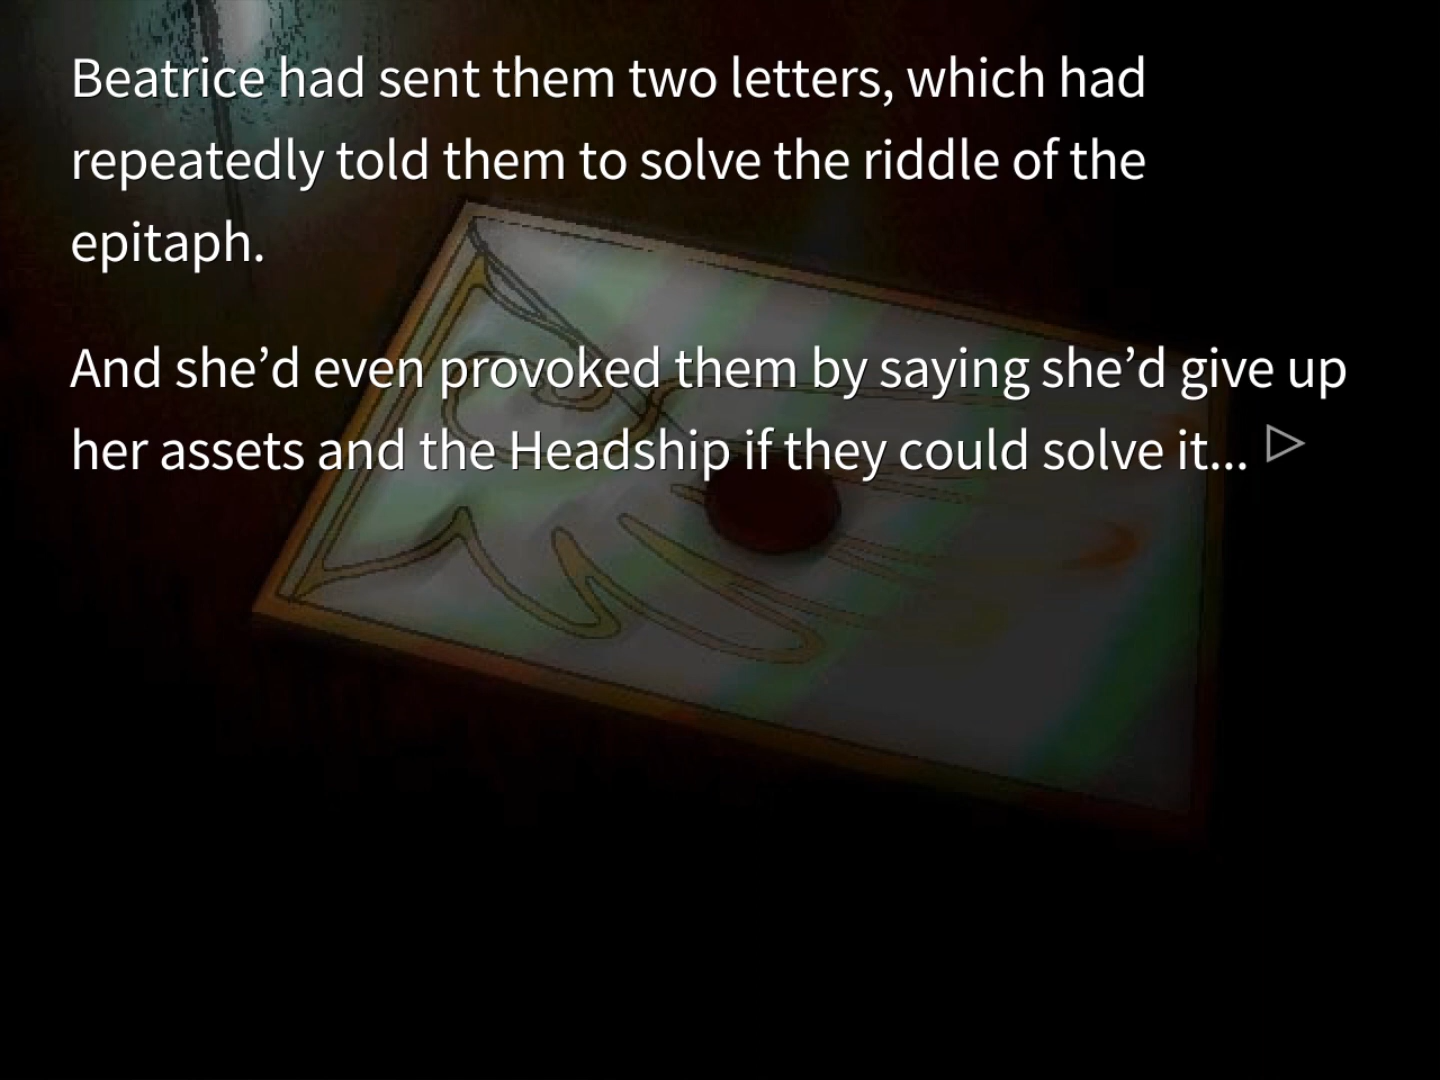 Beatrice had sent them two letters, which had
repeatedly told them to solve the riddle of the
epitaph.
And she’d even provoked them by saying she’d give up
her assets and the Headship if they could solve it...